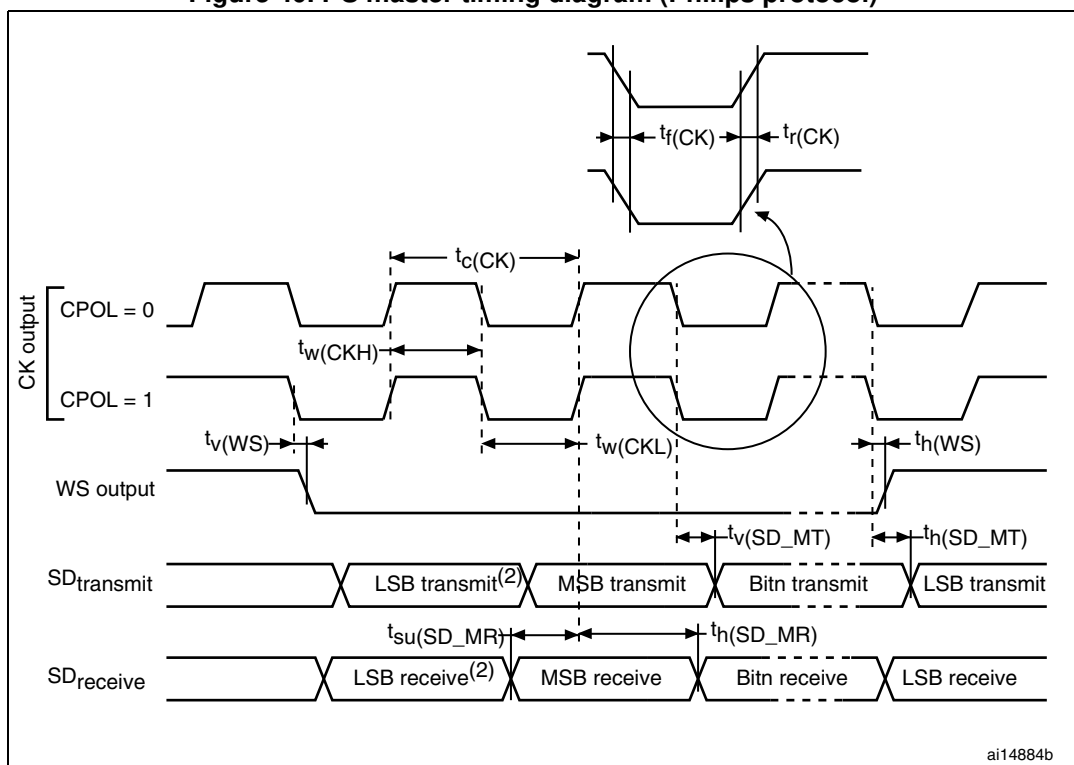 Figure master timing diagram (Philips protocol)
tf(CK)
tr(CK)
tc(CK)
CK output
CPOL = 0
tw(CKH)
CPOL = 1
tv(WS)
tw(CKL)
th(WS)
WS output
tv(SD_MT)
th(SD_MT)
SDtransmit
LSB transmit(2)
MSB transmit
Bitn transmit
LSB transmit
tsu(SD_MR)
th(SD_MR)
SDreceive
LSB receive(2)
MSB receive
Bitn receive
LSB receive
ai14884b